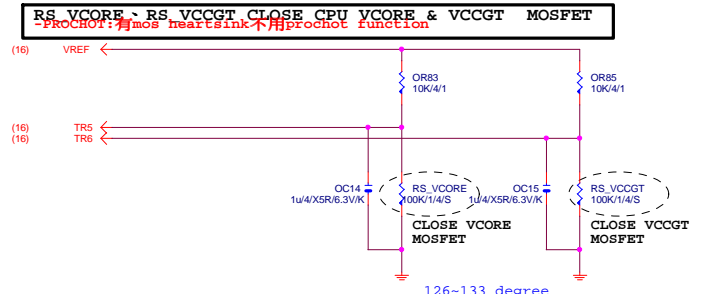 RS_VCORE、RS_VCCGT CLOSE CPU VCORE & VCCGT MOSFET
-PROCHOT:有mos heartsink不用prochot function
(16) VREF
OR83
10K/4/1
OR85
10K/4/1
(16) TR5
(16) TR6
OC14
1u/4/X5R/6.3V/K
RS_VCORE
100K/1/4/S
OC15
1u/4/X5R/6.3V/K
RS_VCCGT
100K/1/4/S
CLOSE VCORE
MOSFET
CLOSE VCCGT
MOSFET
126~133 degree